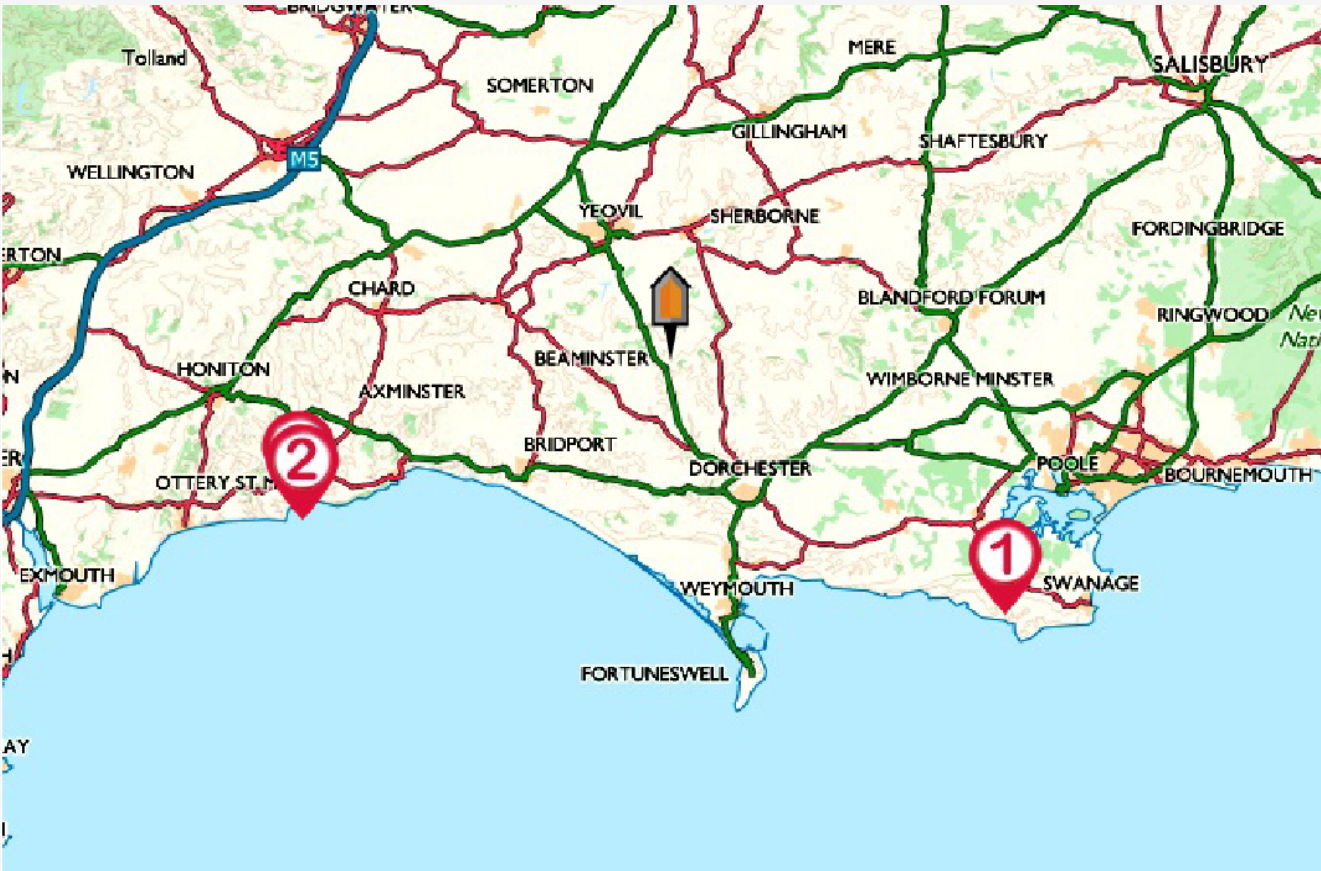 BRIDGWATER
Tolland
MERE
SALISBURY
SOMERTON
GILLINGHAM
SHAFTESBURY
M5
WELLINGTON
YEOVIL
SHERBORNE
FORDINGBRIDGE
ERTON
CHARD
BLANDFORD FORUM
RINGWOOD
New
Nati
BEAMINSTER
HONITON
WIMBORNE MINSTER
N
AXMINSTER
BRIDPORT
ER
2
OTTERY ST. M
DORCHESTER
POOLE
BOURNEMOUTH
1
EXMOUTH
WEYMOUTH
SWANAGE
H
FORTUNESWELL
AY